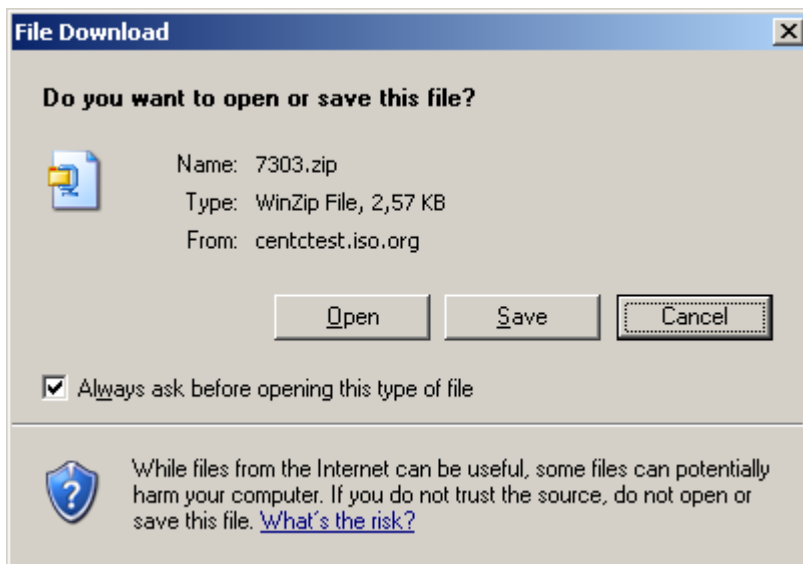 File Download
Do you want to open or save this file?
Name: 7303.zip
Type: WinZip File, 2,57 KB
From: centctest.iso.org
Open Save Cancel
Always ask before opening this type of file
While files from the Internet can be useful, some files can potentially
harm your computer. If you do not trust the source, do not open or
save this file. What's the risk?